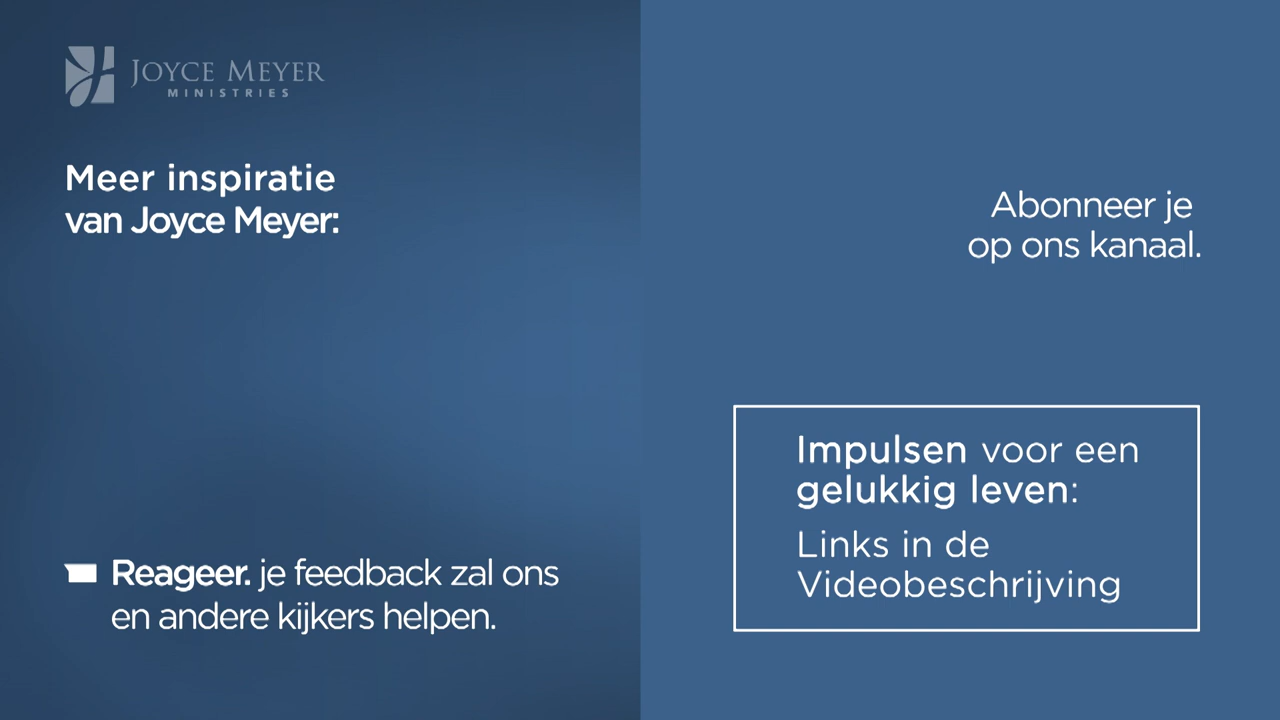 JOYCE MEYER
MINISTRIES
Meer inspiratie
van Joyce Meyer:
Abonneer je
op ons kanaal.
Impulsen voor een
gelukkig leven:
Links in de
Videobeschrijving
Reageer. je feedback zal ons
en andere kijkers helpen.